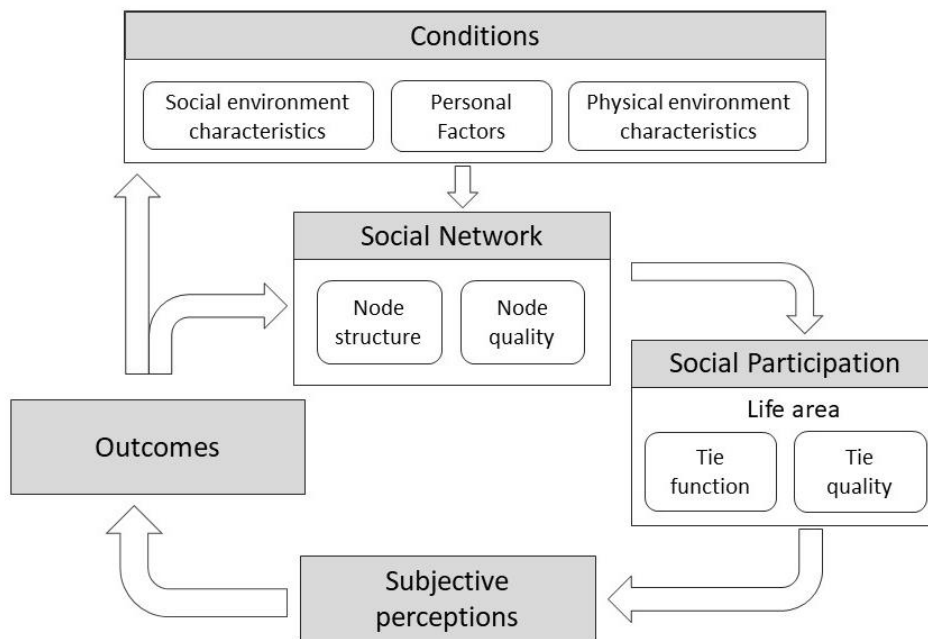 Conditions
Social environment
characteristics
Personal
Factors
Physical environment
characteristics
Social Network
Node
structure
Node
quality
Social Participation
Life area
Tie
function
Tie
quality
Outcomes
Subjective
perceptions